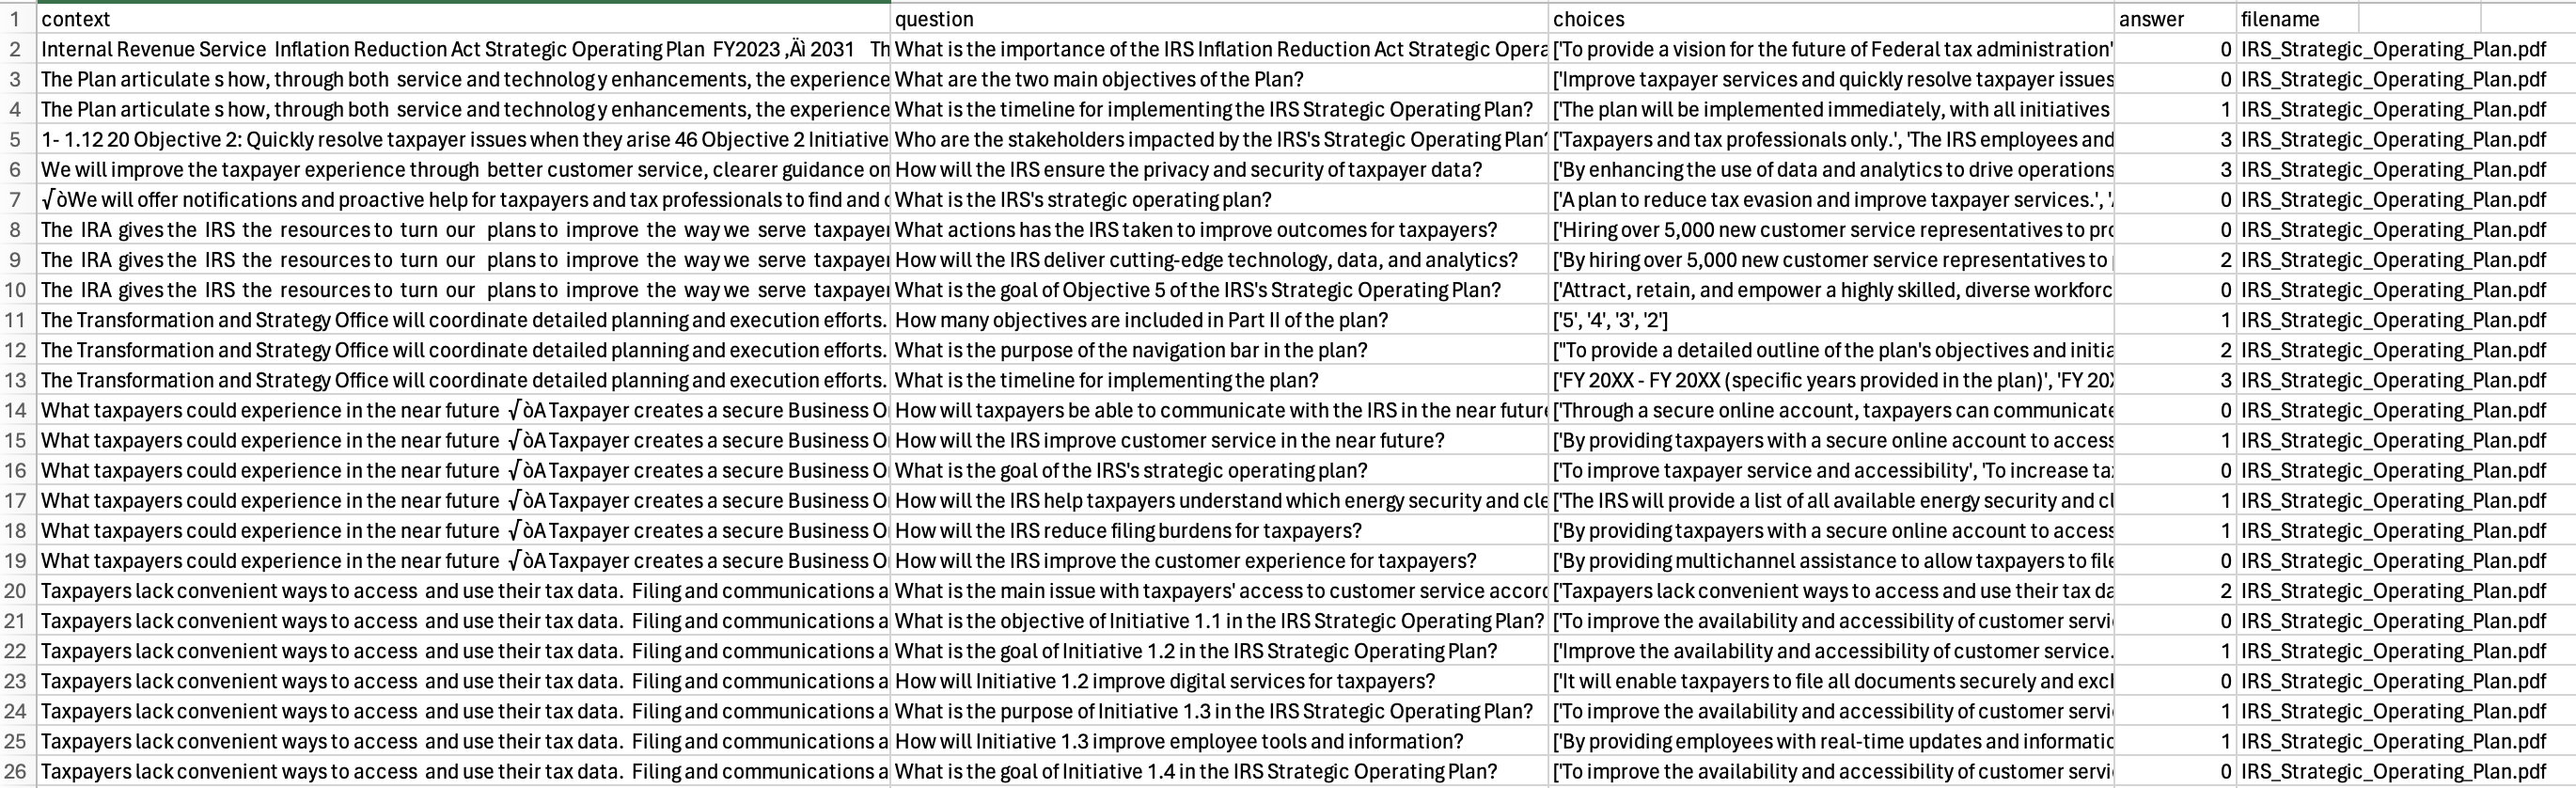 1 context question choices answer filename
2 Internal Revenue Service Inflation Reduction Act Strategic Operating Plan FY2023 ‚Äì 2031 Th What is the importance of the IRS Inflation Reduction Act Strategic Opera ['To provide a vision for the future of Federal tax administration' 0 IRS_Strategic_Operating_Plan.pdf
3 The Plan articulate s how, through both service and technolog y enhancements, the experience What are the two main objectives of the Plan? ['Improve taxpayer services and quickly resolve taxpayer issues 0 IRS_Strategic_Operating_Plan.pdf
4 The Plan articulate s how, through both service and technolog y enhancements, the experience What is the timeline for implementing the IRS Strategic Operating Plan? ['The plan will be implemented immediately, with all initiatives 1 IRS_Strategic_Operating_Plan.pdf
5 1- 1.12 20 Objective 2: Quickly resolve taxpayer issues when they arise 46 Objective 2 Initiative Who are the stakeholders impacted by the IRS's Strategic Operating Plan? ['Taxpayers and tax professionals only.', 'The IRS employees and 3 IRS_Strategic_Operating_Plan.pdf
6 We will improve the taxpayer experience through better customer service, clearer guidance on How will the IRS ensure the privacy and security of taxpayer data? ['By enhancing the use of data and analytics to drive operations 3 IRS_Strategic_Operating_Plan.pdf
7 √òWe will offer notifications and proactive help for taxpayers and tax professionals to find and c What is the IRS's strategic operating plan? ['A plan to reduce tax evasion and improve taxpayer services.', ' 0 IRS_Strategic_Operating_Plan.pdf
8 The IRA gives the IRS the resources to turn our plans to improve the way we serve taxpayer What actions has the IRS taken to improve outcomes for taxpayers? ['Hiring over 5,000 new customer service representatives to pro 0 IRS_Strategic_Operating_Plan.pdf
9 The IRA gives the IRS the resources to turn our plans to improve the way we serve taxpayer How will the IRS deliver cutting-edge technology, data, and analytics? ['By hiring over 5,000 new customer service representatives to 2 IRS_Strategic_Operating_Plan.pdf
10 The IRA gives the IRS the resources to turn our plans to improve the way we serve taxpayer What is the goal of Objective 5 of the IRS's Strategic Operating Plan? ['Attract, retain, and empower a highly skilled, diverse workforc 0 IRS_Strategic_Operating_Plan.pdf
11 The Transformation and Strategy Office will coordinate detailed planning and execution efforts. How many objectives are included in Part II of the plan? ['5', '4', '3', '2'] 1 IRS_Strategic_Operating_Plan.pdf
12 The Transformation and Strategy Office will coordinate detailed planning and execution efforts. What is the purpose of the navigation bar in the plan? ["To provide a detailed outline of the plan's objectives and initia 2 IRS_Strategic_Operating_Plan.pdf
13 The Transformation and Strategy Office will coordinate detailed planning and execution efforts. What is the timeline for implementing the plan? ['FY 20XX - FY 20XX (specific years provided in the plan)', 'FY 20X 3 IRS_Strategic_Operating_Plan.pdf
14 What taxpayers could experience in the near future √òA Taxpayer creates a secure Business O How will taxpayers be able to communicate with the IRS in the near future ['Through a secure online account, taxpayers can communicate 0 IRS_Strategic_Operating_Plan.pdf
15 What taxpayers could experience in the near future √òA Taxpayer creates a secure Business O How will the IRS improve customer service in the near future? ['By providing taxpayers with a secure online account to access 1 IRS_Strategic_Operating_Plan.pdf
16 What taxpayers could experience in the near future √òA Taxpayer creates a secure Business O What is the goal of the IRS's strategic operating plan? ['To improve taxpayer service and accessibility', 'To increase ta 0 IRS_Strategic_Operating_Plan.pdf
17 What taxpayers could experience in the near future √òA Taxpayer creates a secure Business O How will the IRS help taxpayers understand which energy security and cle ['The IRS will provide a list of all available energy security and cl 1 IRS_Strategic_Operating_Plan.pdf
18 What taxpayers could experience in the near future √òA Taxpayer creates a secure Business O How will the IRS reduce filing burdens for taxpayers? ['By providing taxpayers with a secure online account to access 1 IRS_Strategic_Operating_Plan.pdf
19 What taxpayers could experience in the near future √òA Taxpayer creates a secure Business O How will the IRS improve the customer experience for taxpayers? ['By providing multichannel assistance to allow taxpayers to file 0 IRS_Strategic_Operating_Plan.pdf
20 Taxpayers lack convenient ways to access and use their tax data. Filing and communications a What is the main issue with taxpayers' access to customer service accorc ['Taxpayers lack convenient ways to access and use their tax da 2 IRS_Strategic_Operating_Plan.pdf
21 Taxpayers lack convenient ways to access and use their tax data. Filing and communications a What is the objective of Initiative 1.1 in the IRS Strategic Operating Plan? ['To improve the availability and accessibility of customer servi 0 IRS_Strategic_Operating_Plan.pdf
22 Taxpayers lack convenient ways to access and use their tax data. Filing and communications a What is the goal of Initiative 1.2 in the IRS Strategic Operating Plan? ['Improve the availability and accessibility of customer service. 1 IRS_Strategic_Operating_Plan.pdf
23 Taxpayers lack convenient ways to access and use their tax data. Filing and communications a How will Initiative 1.2 improve digital services for taxpayers? ['It will enable taxpayers to file all documents securely and excl 0 IRS_Strategic_Operating_Plan.pdf
24 Taxpayers lack convenient ways to access and use their tax data. Filing and communications a What is the purpose of Initiative 1.3 in the IRS Strategic Operating Plan? ['To improve the availability and accessibility of customer servi 1 IRS_Strategic_Operating_Plan.pdf
25 Taxpayers lack convenient ways to access and use their tax data. Filing and communications a How will Initiative 1.3 improve employee tools and information? ['By providing employees with real-time updates and informatic 1 IRS_Strategic_Operating_Plan.pdf
26 Taxpayers lack convenient ways to access and use their tax data. Filing and communications a What is the goal of Initiative 1.4 in the IRS Strategic Operating Plan? ['To improve the availability and accessibility of customer servi 0 IRS_Strategic_Operating_Plan.pdf